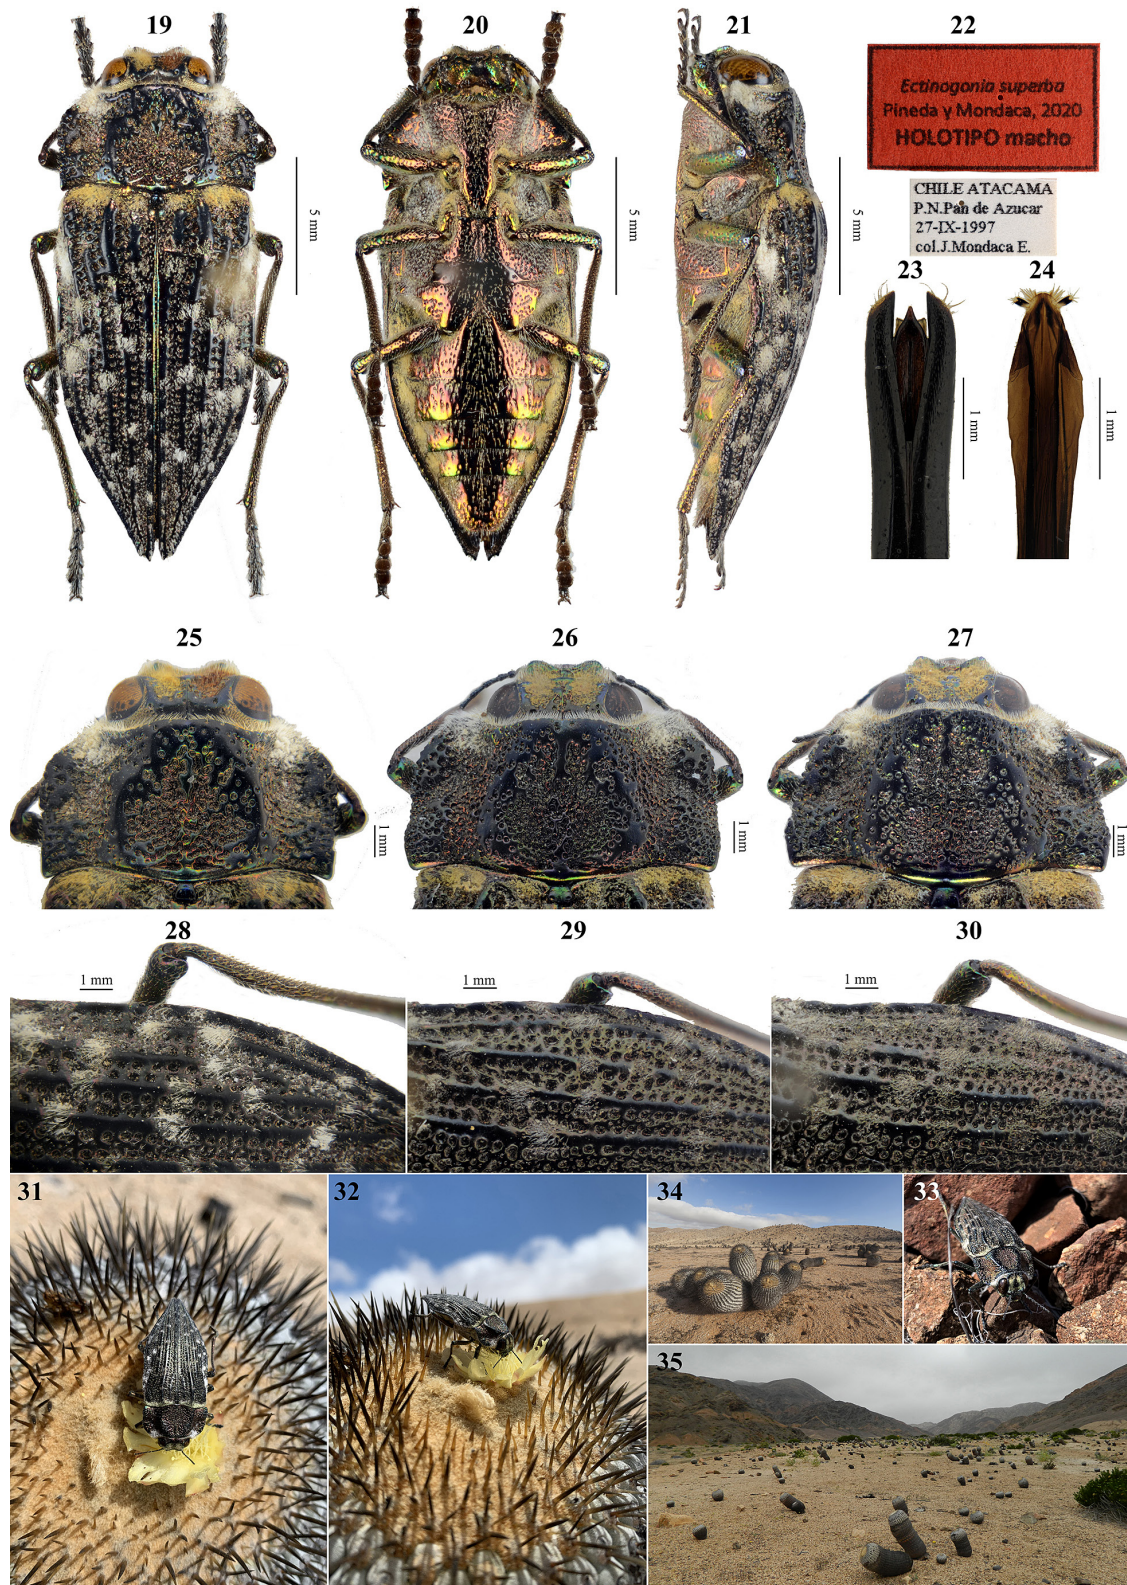 19
20
21
22
5 mm
5 mm
Ectinogonia superba
Pineda y Mondaca, 2020
HOLOTIPO macho
CHILE ATACAMA
P.N.Pan de Azucar
27-IX-1997
col.J.Mondaca E.
23
24
1 mm
1 mm
25
26
27
1 mm
1 mm
1 mm
28
29
30
1 mm
1 mm
1 mm
31
32
34
33
35